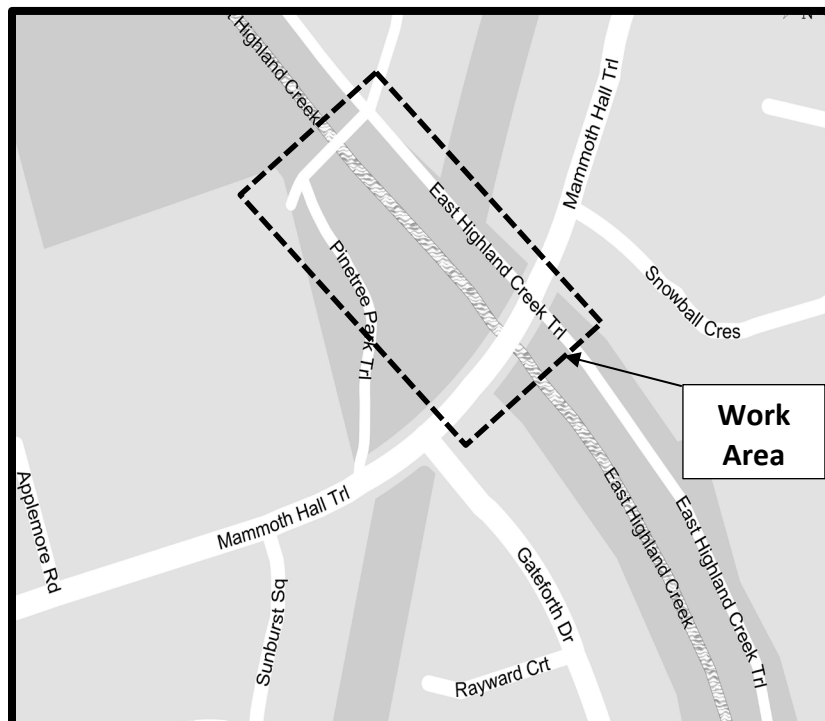 N
Highland Creek
Mammoth Hall Trl
East Highland Creek Trl
Pinetree Park Trl
Snowball Cres
Work
Area
Applemore Rd
Mammoth Hall Trl
East Highland Creek
East Highland Creek Trl
Gateforth Dr
Sunburst Sq
Rayward Crt